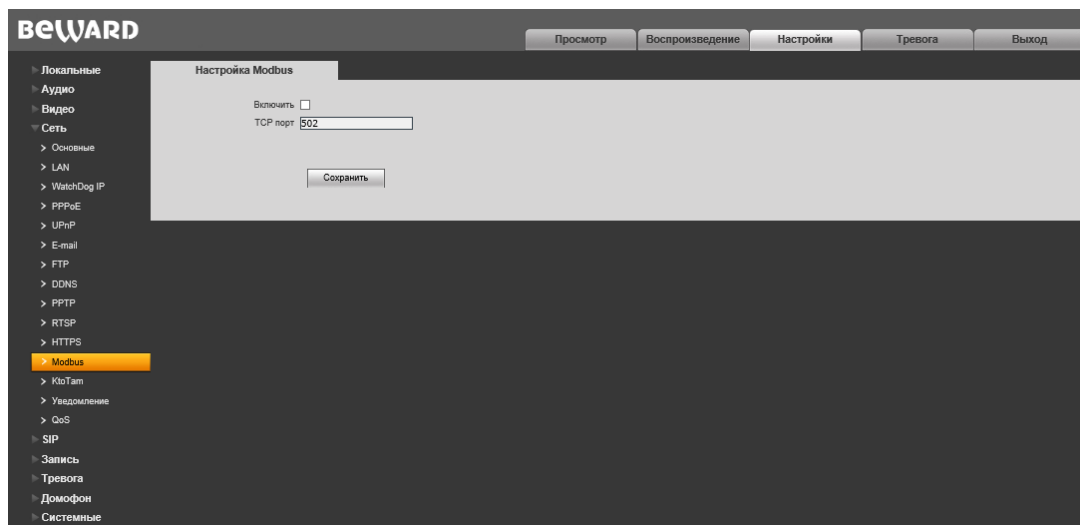 BEWARD
Просмотр
Воспроизведение
Настройки
Тревога
Выход
Локальные
Аудио
Видео
Сеть
Основные
LAN
WatchDog IP
PPPoE
UPnP
E-mail
FTP
DDNS
PPTP
RTSP
HTTPS
Modbus
KtoTam
Уведомление
QoS
SIP
Запись
Тревога
Домофон
Системные
Настройка Modbus
Включить
TCP порт 502
Сохранить